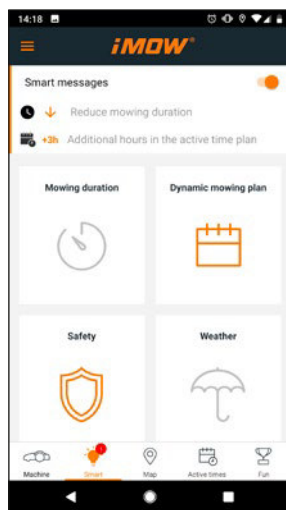 14:18
iMOW®
Smart messages
Reduce mowing duration
+3h Additional hours in the active time plan
Mowing duration
Dynamic mowing plan
Safety
Weather
Machine
Smart
Map
Active times
Fun